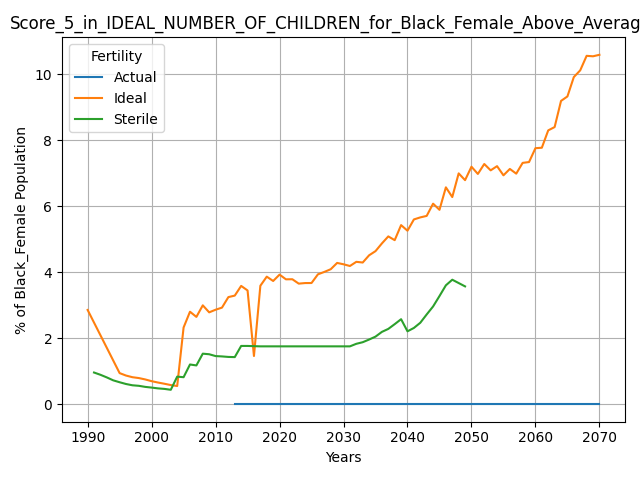 Score_5_in_IDEAL_NUMBER_OF_CHILDREN_for_Black_Female_Above_Averag
Fertility
Actual
Ideal
Sterile
% of Black_Female Population
10
8
6
4
2
0
1990 2000 2010 2020 2030 2040 2050 2060 2070
Years